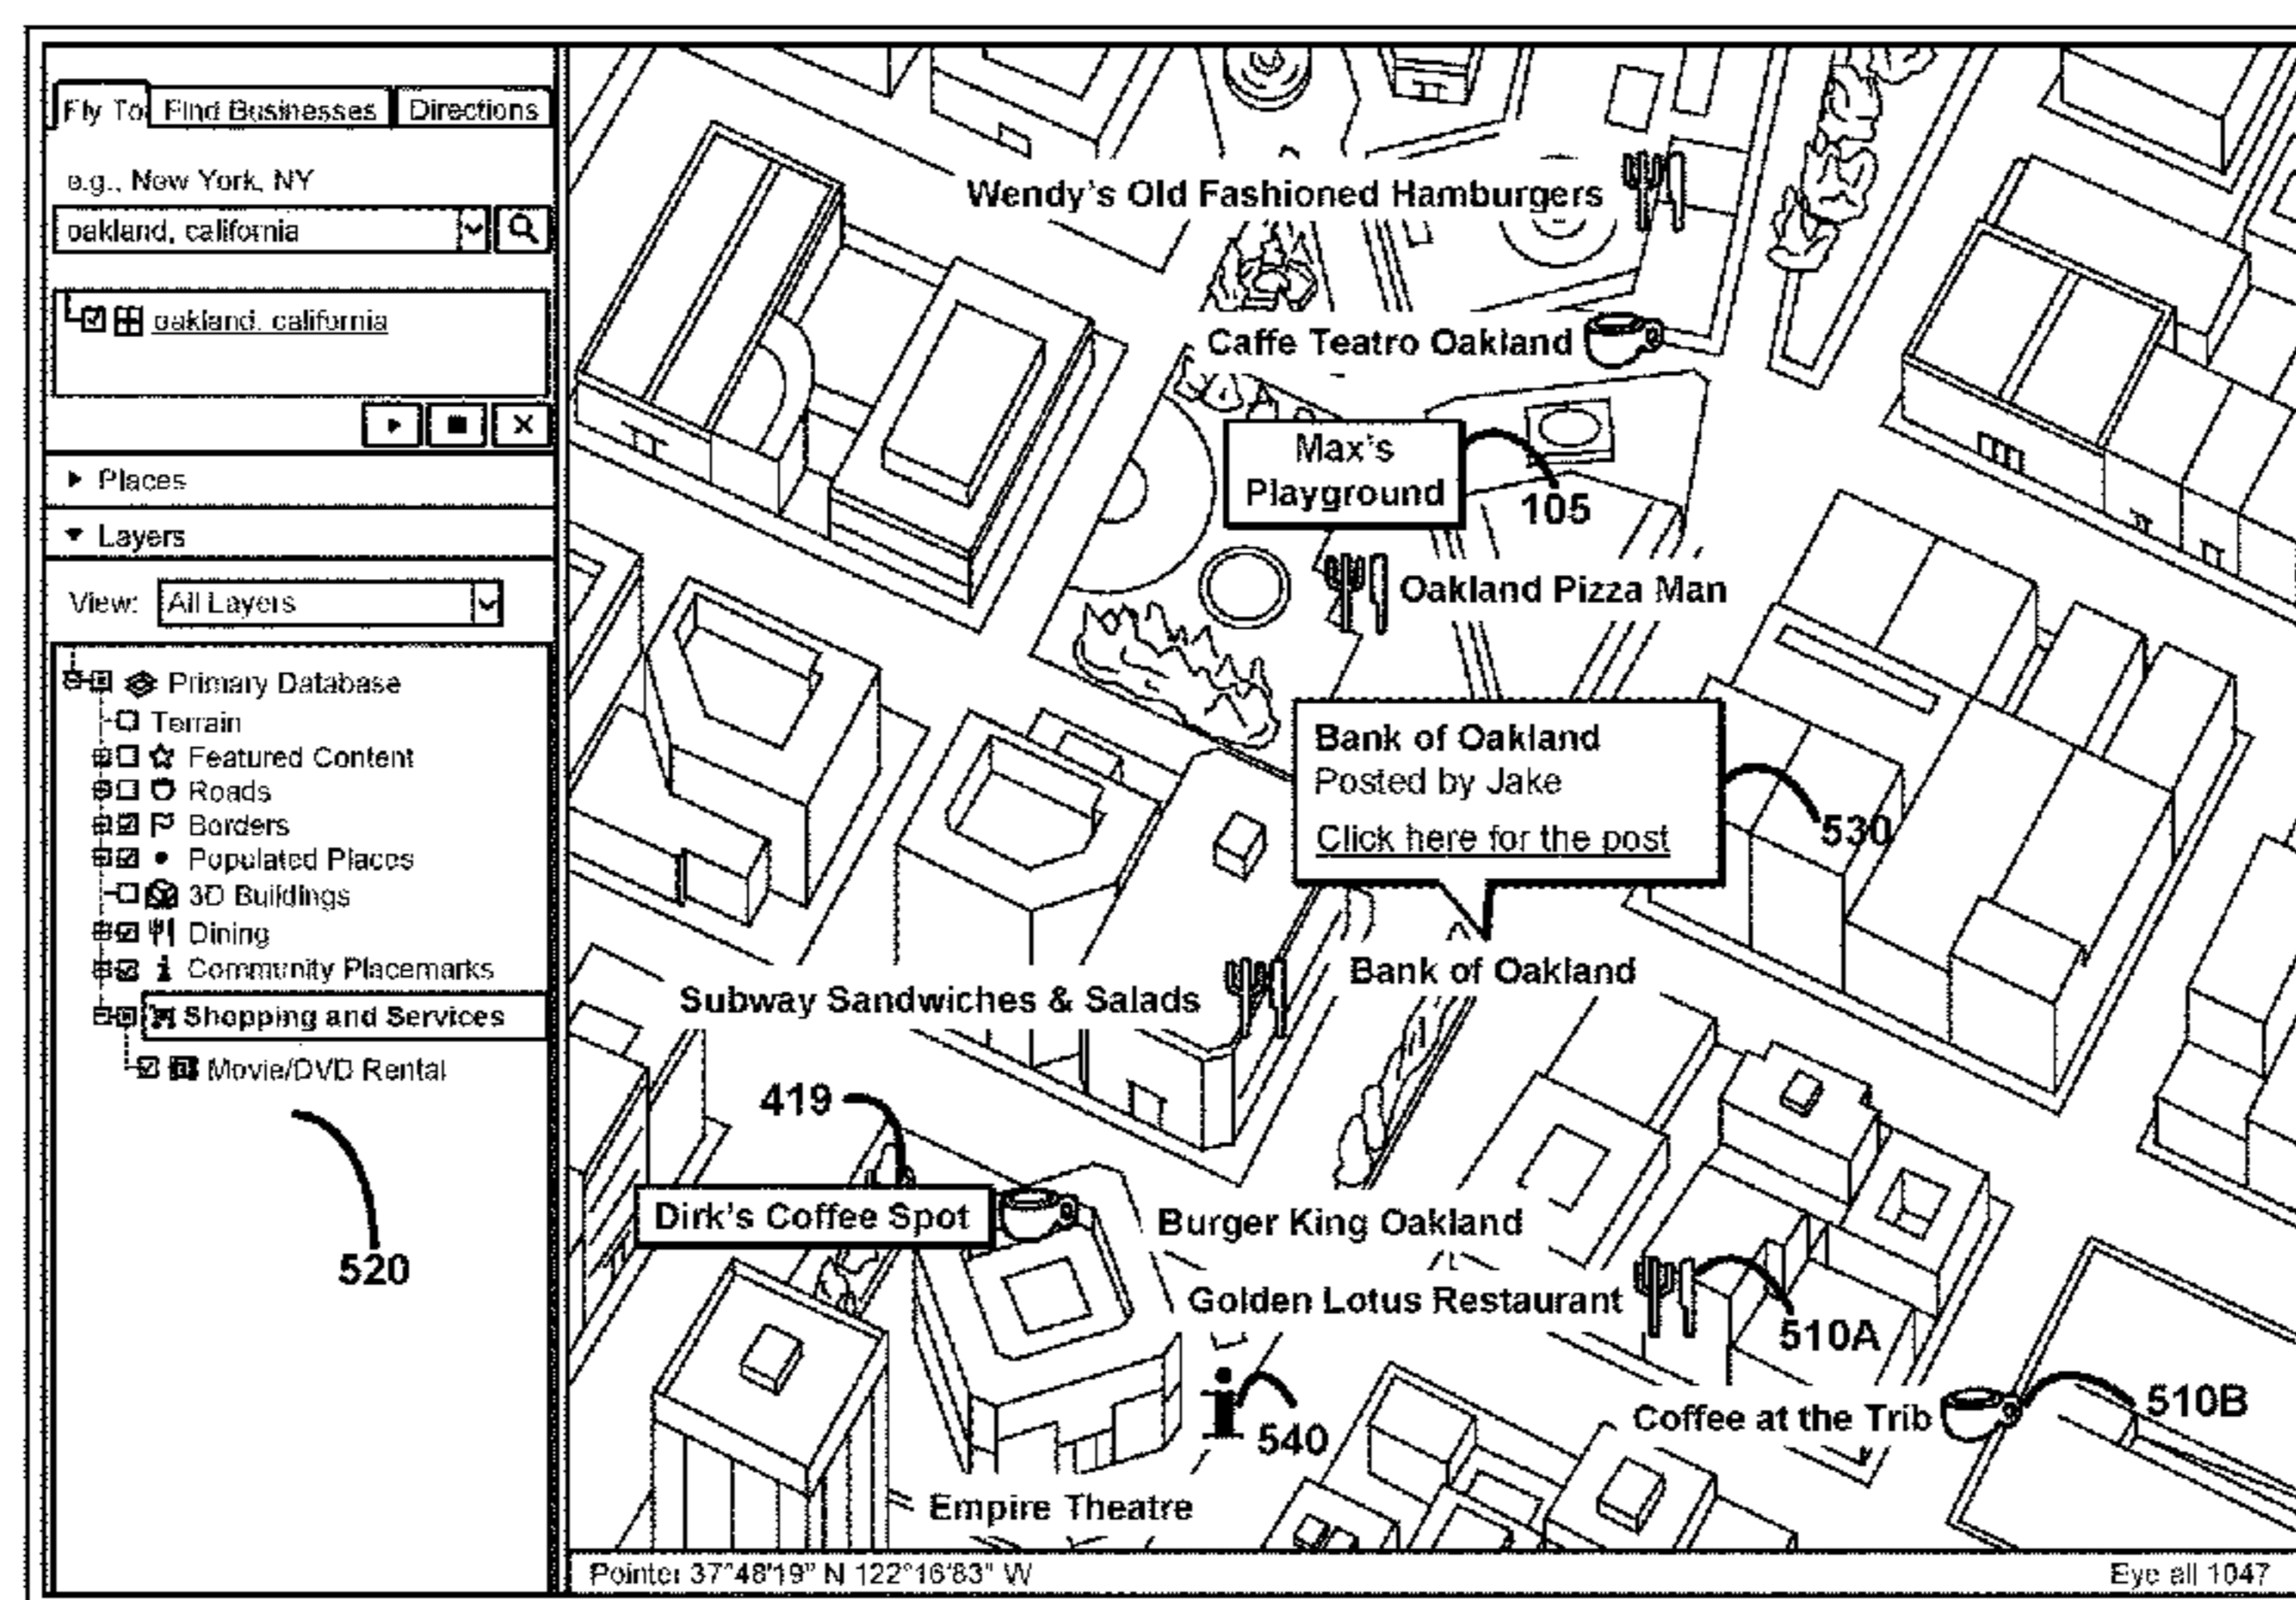 Fly To Find Businesses Directions
e.g., New York, NY
oakland, california
oakland, california
Places
Layers
View: All Layers
Primary Database
Terrain
Featured Content
Roads
Borders
Populated Places
3D Buildings
Dining
Community Placemarks
Shopping and Services
Movie/DVD Rental
520
Wendy's Old Fashioned Hamburgers
Caffe Teatro Oakland
Max's
Playground
105
Oakland Pizza Man
Bank of Oakland
Posted by Jake
Click here for the post
530
Bank of Oakland
Subway Sandwiches & Salads
419
Dirk's Coffee Spot
Burger King Oakland
Golden Lotus Restaurant
510A
510B
Coffee at the Trib
540
Empire Theatre
Pointer 37°48'19" N 122°16'83" W
Eye all 1047